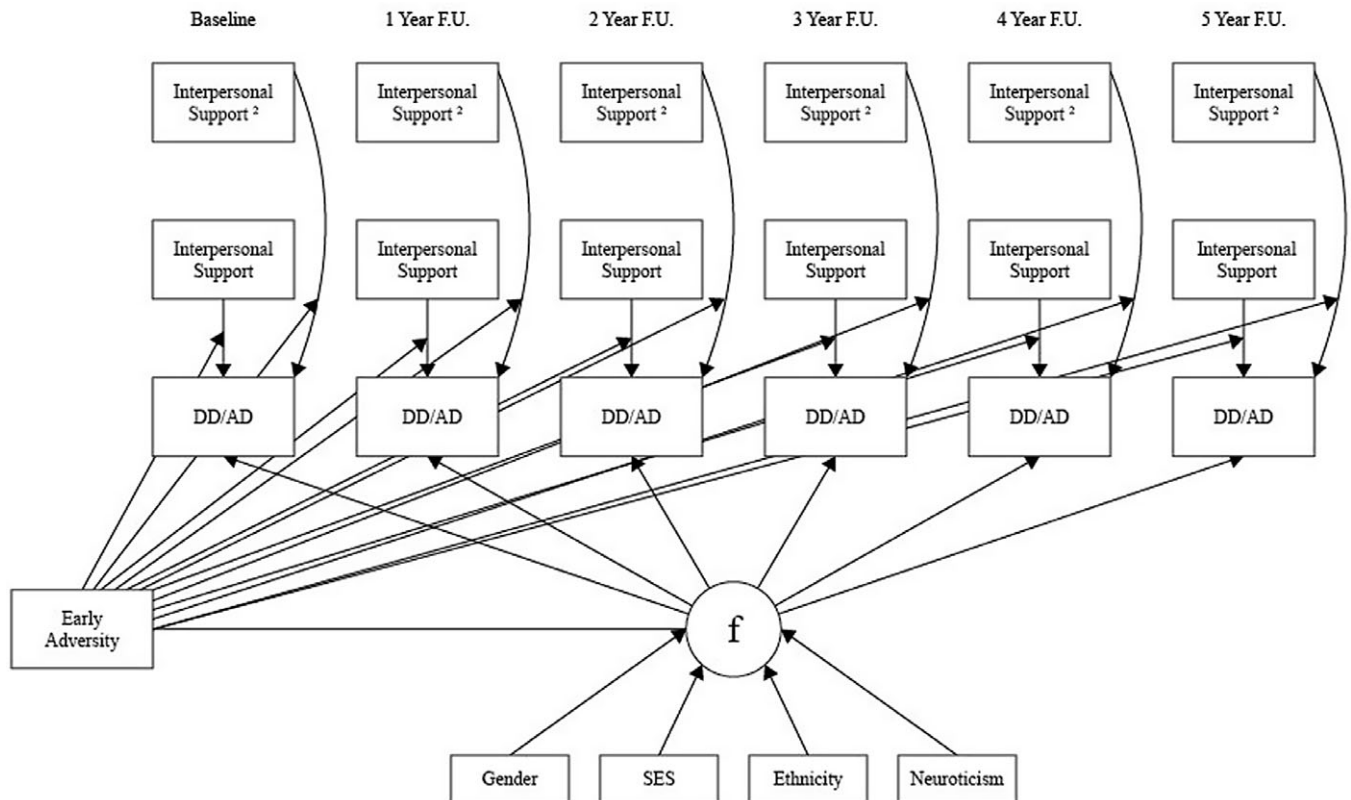 Baseline 1 Year F.U. 2 Year F.U. 3 Year F.U. 4 Year F.U. 5 Year F.U.
Interpersonal Interpersonal Interpersonal Interpersonal Interpersonal Interpersonal
Support ² Support ² Support ² Support ² Support ² Support ²
Interpersonal Interpersonal Interpersonal Interpersonal Interpersonal Interpersonal
Support Support Support Support Support Support
DD/AD DD/AD DD/AD DD/AD DD/AD DD/AD
Early
Adversity
f
Gender SES Ethnicity Neuroticism